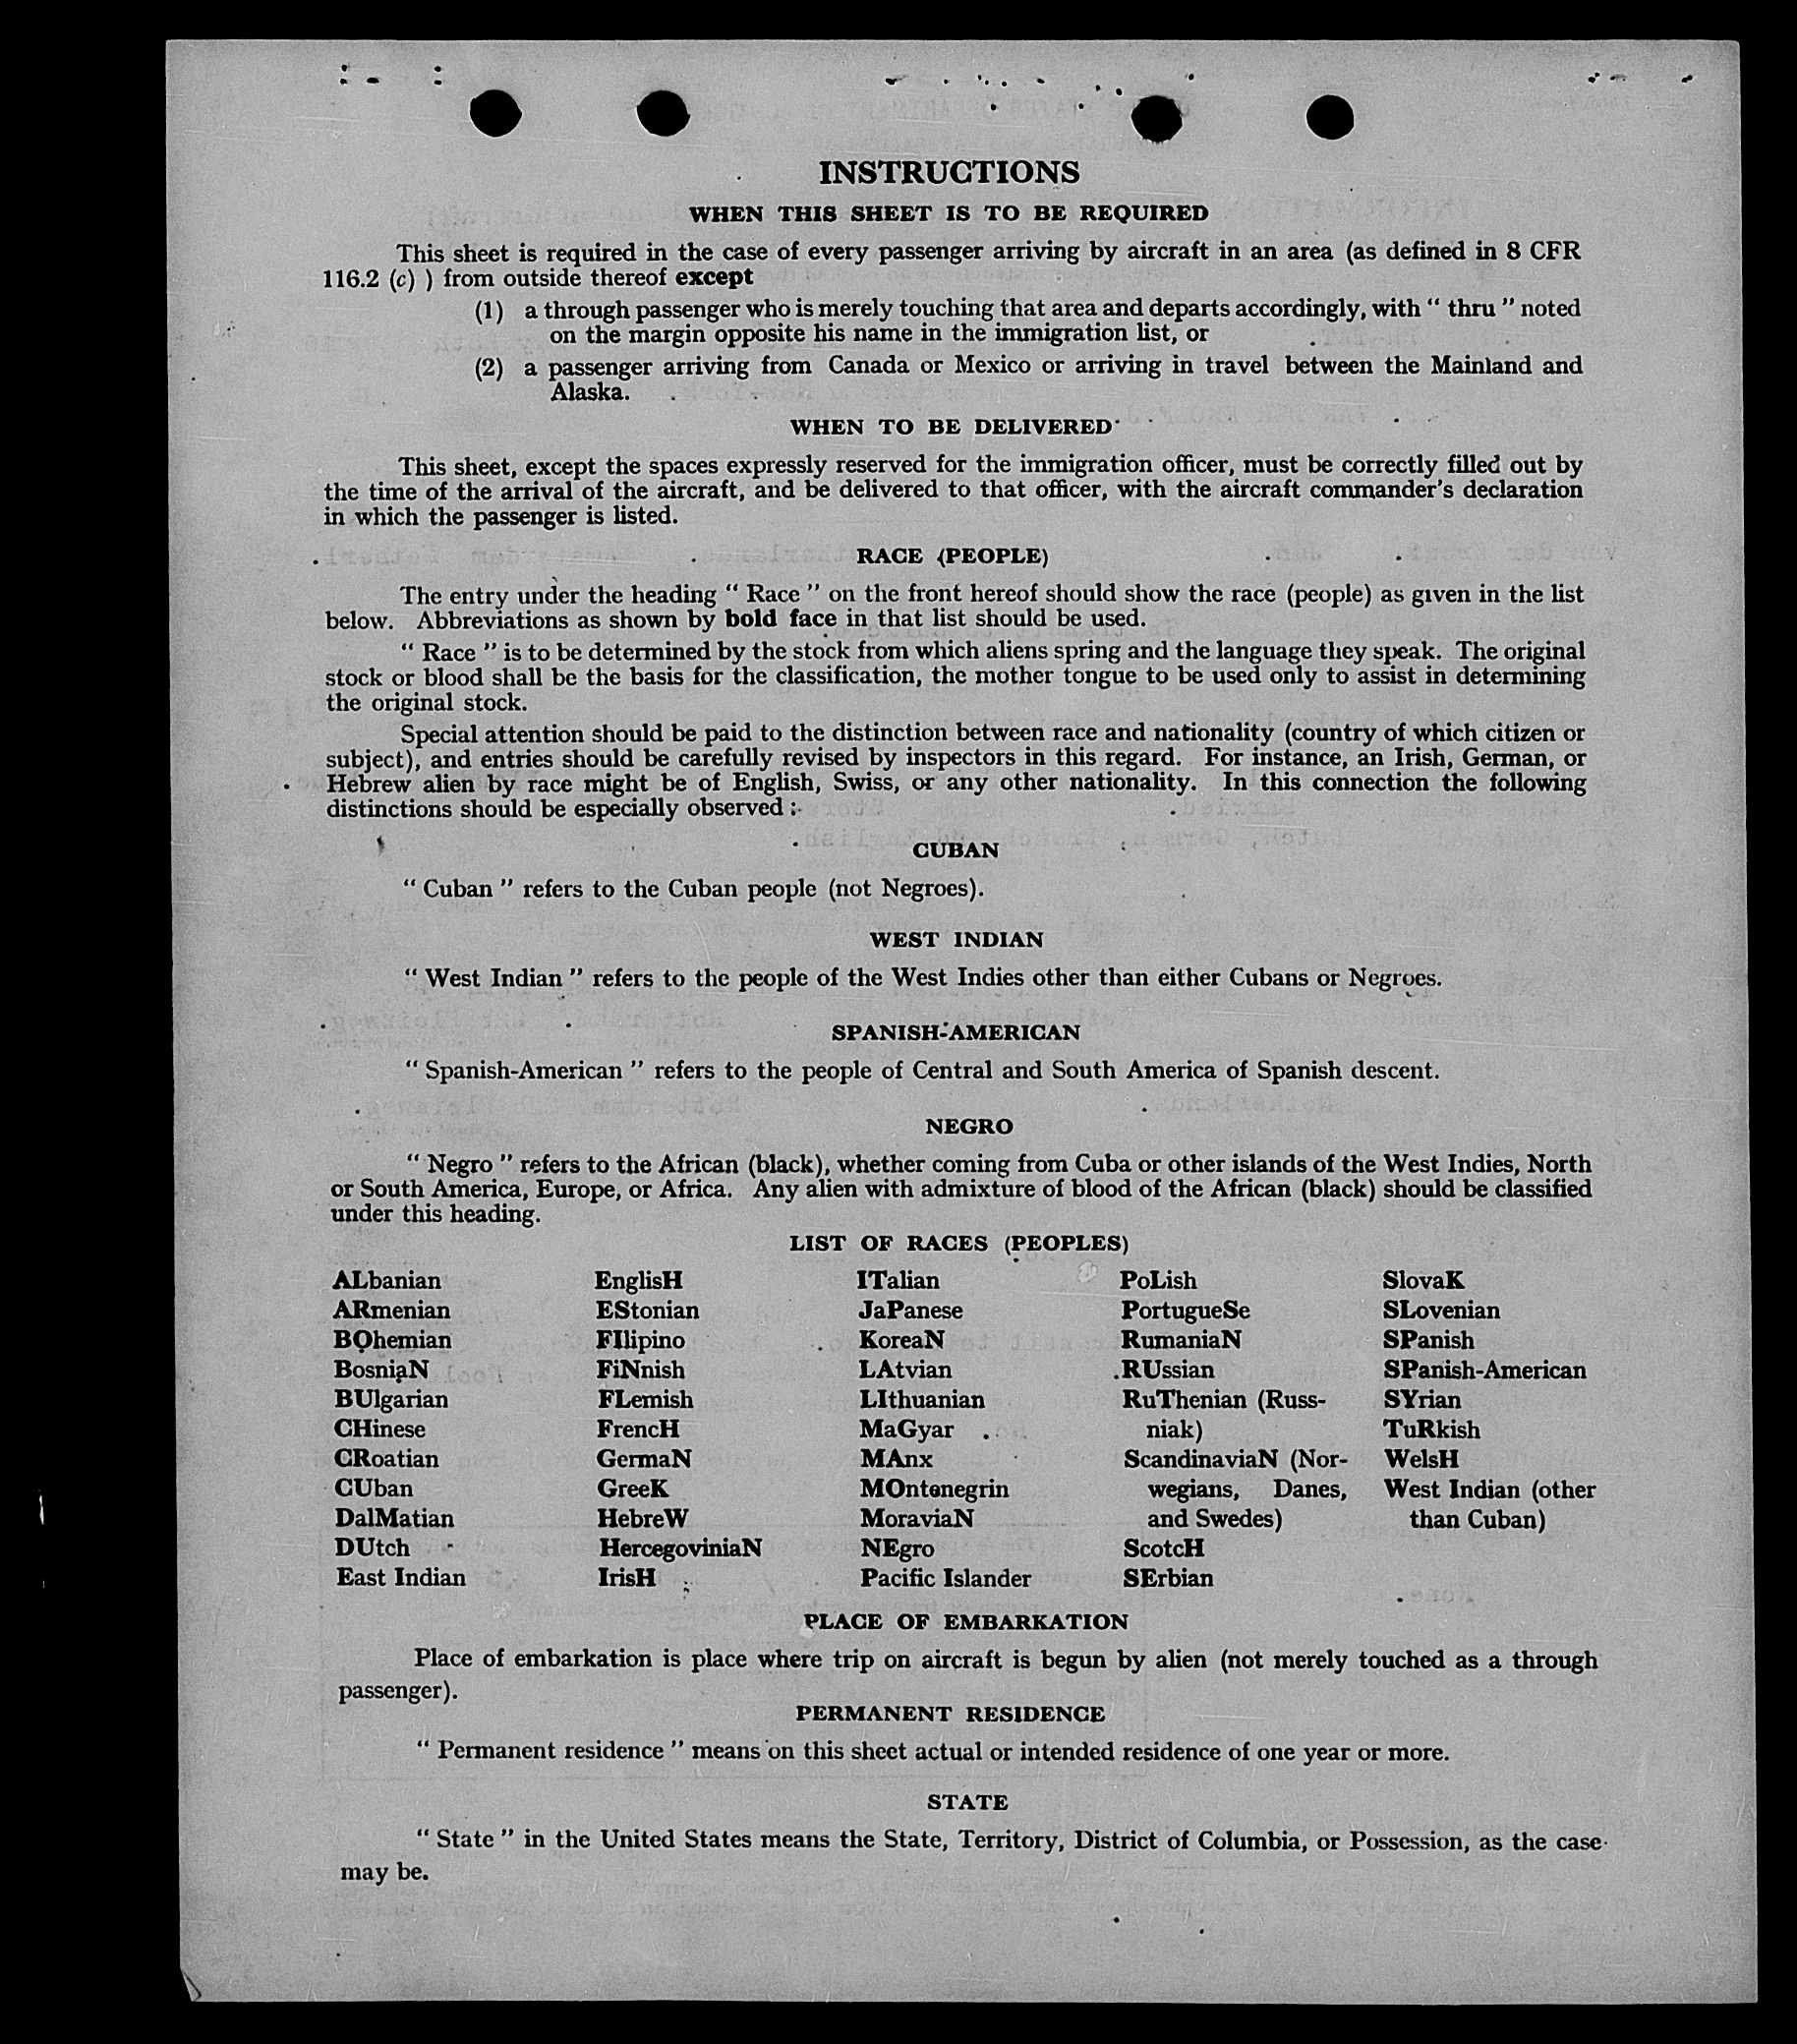 INSTRUCTIONS
WHEN THIS SHEET IS TO BE REQUIRED
This sheet is required in the case of every passenger arriving by aircraft in an area (as defined in 8 CFR
116.2 (c) ) from outside thereof except
(1) a through passenger who is merely touching that area and departs accordingly, with “ thru ” noted
on the margin opposite his name in the immigration list, or
(2) a passenger arriving from Canada or Mexico or arriving in travel between the Mainland and
Alaska.
WHEN TO BE DELIVERED
This sheet, except the spaces expressly reserved for the immigration officer, must be correctly filled out by
the time of the arrival of the aircraft, and be delivered to that officer, with the aircraft commander’s declaration
in which the passenger is listed.
RACE (PEOPLE)
The entry under the heading “ Race ” on the front hereof should show the race (people) as given in the list
below. Abbreviations as shown by bold face in that list should be used.
“ Race ” is to be determined by the stock from which aliens spring and the language they speak. The original
stock or blood shall be the basis for the classification, the mother tongue to be used only to assist in determining
the original stock.
Special attention should be paid to the distinction between race and nationality (country of which citizen or
subject), and entries should be carefully revised by inspectors in this regard. For instance, an Irish, German, or
Hebrew alien by race might be of English, Swiss, or any other nationality. In this connection the following
distinctions should be especially observed :
CUBAN
“ Cuban ” refers to the Cuban people (not Negroes).
WEST INDIAN
“ West Indian ” refers to the people of the West Indies other than either Cubans or Negroes.
SPANISH-AMERICAN
“ Spanish-American ” refers to the people of Central and South America of Spanish descent.
NEGRO
“ Negro ” refers to the African (black), whether coming from Cuba or other islands of the West Indies, North
or South America, Europe, or Africa. Any alien with admixture of blood of the African (black) should be classified
under this heading.
LIST OF RACES (PEOPLES)
ALbanian
ARmenian
BOhemian
BosniaN
BUlgarian
CHinese
CRoatian
CUban
DalMatian
DUtch
East Indian
EnglisH
EStonian
FIlipino
FiNnish
FLemish
FrencH
GermaN
GreeK
HebreW
HercegoviniaN
IrisH
ITalian
JaPanese
KoreaN
LAtvian
LIthuanian
MaGyar
MAnx
MOntenegrin
MoraviaN
NEgro
Pacific Islander
PoLish
PortugueSe
RumaniaN
RUssian
RuThenian (Russ-
niak)
ScandinaviaN (Nor-
wegians, Danes,
and Swedes)
ScotcH
SErbian
SlovaK
SLovenian
SPanish
SPanish-American
SYrian
TuRkish
WelsH
West Indian (other
than Cuban)
PLACE OF EMBARKATION
Place of embarkation is place where trip on aircraft is begun by alien (not merely touched as a through
passenger).
PERMANENT RESIDENCE
“ Permanent residence ” means on this sheet actual or intended residence of one year or more.
STATE
“ State ” in the United States means the State, Territory, District of Columbia, or Possession, as the case
may be.